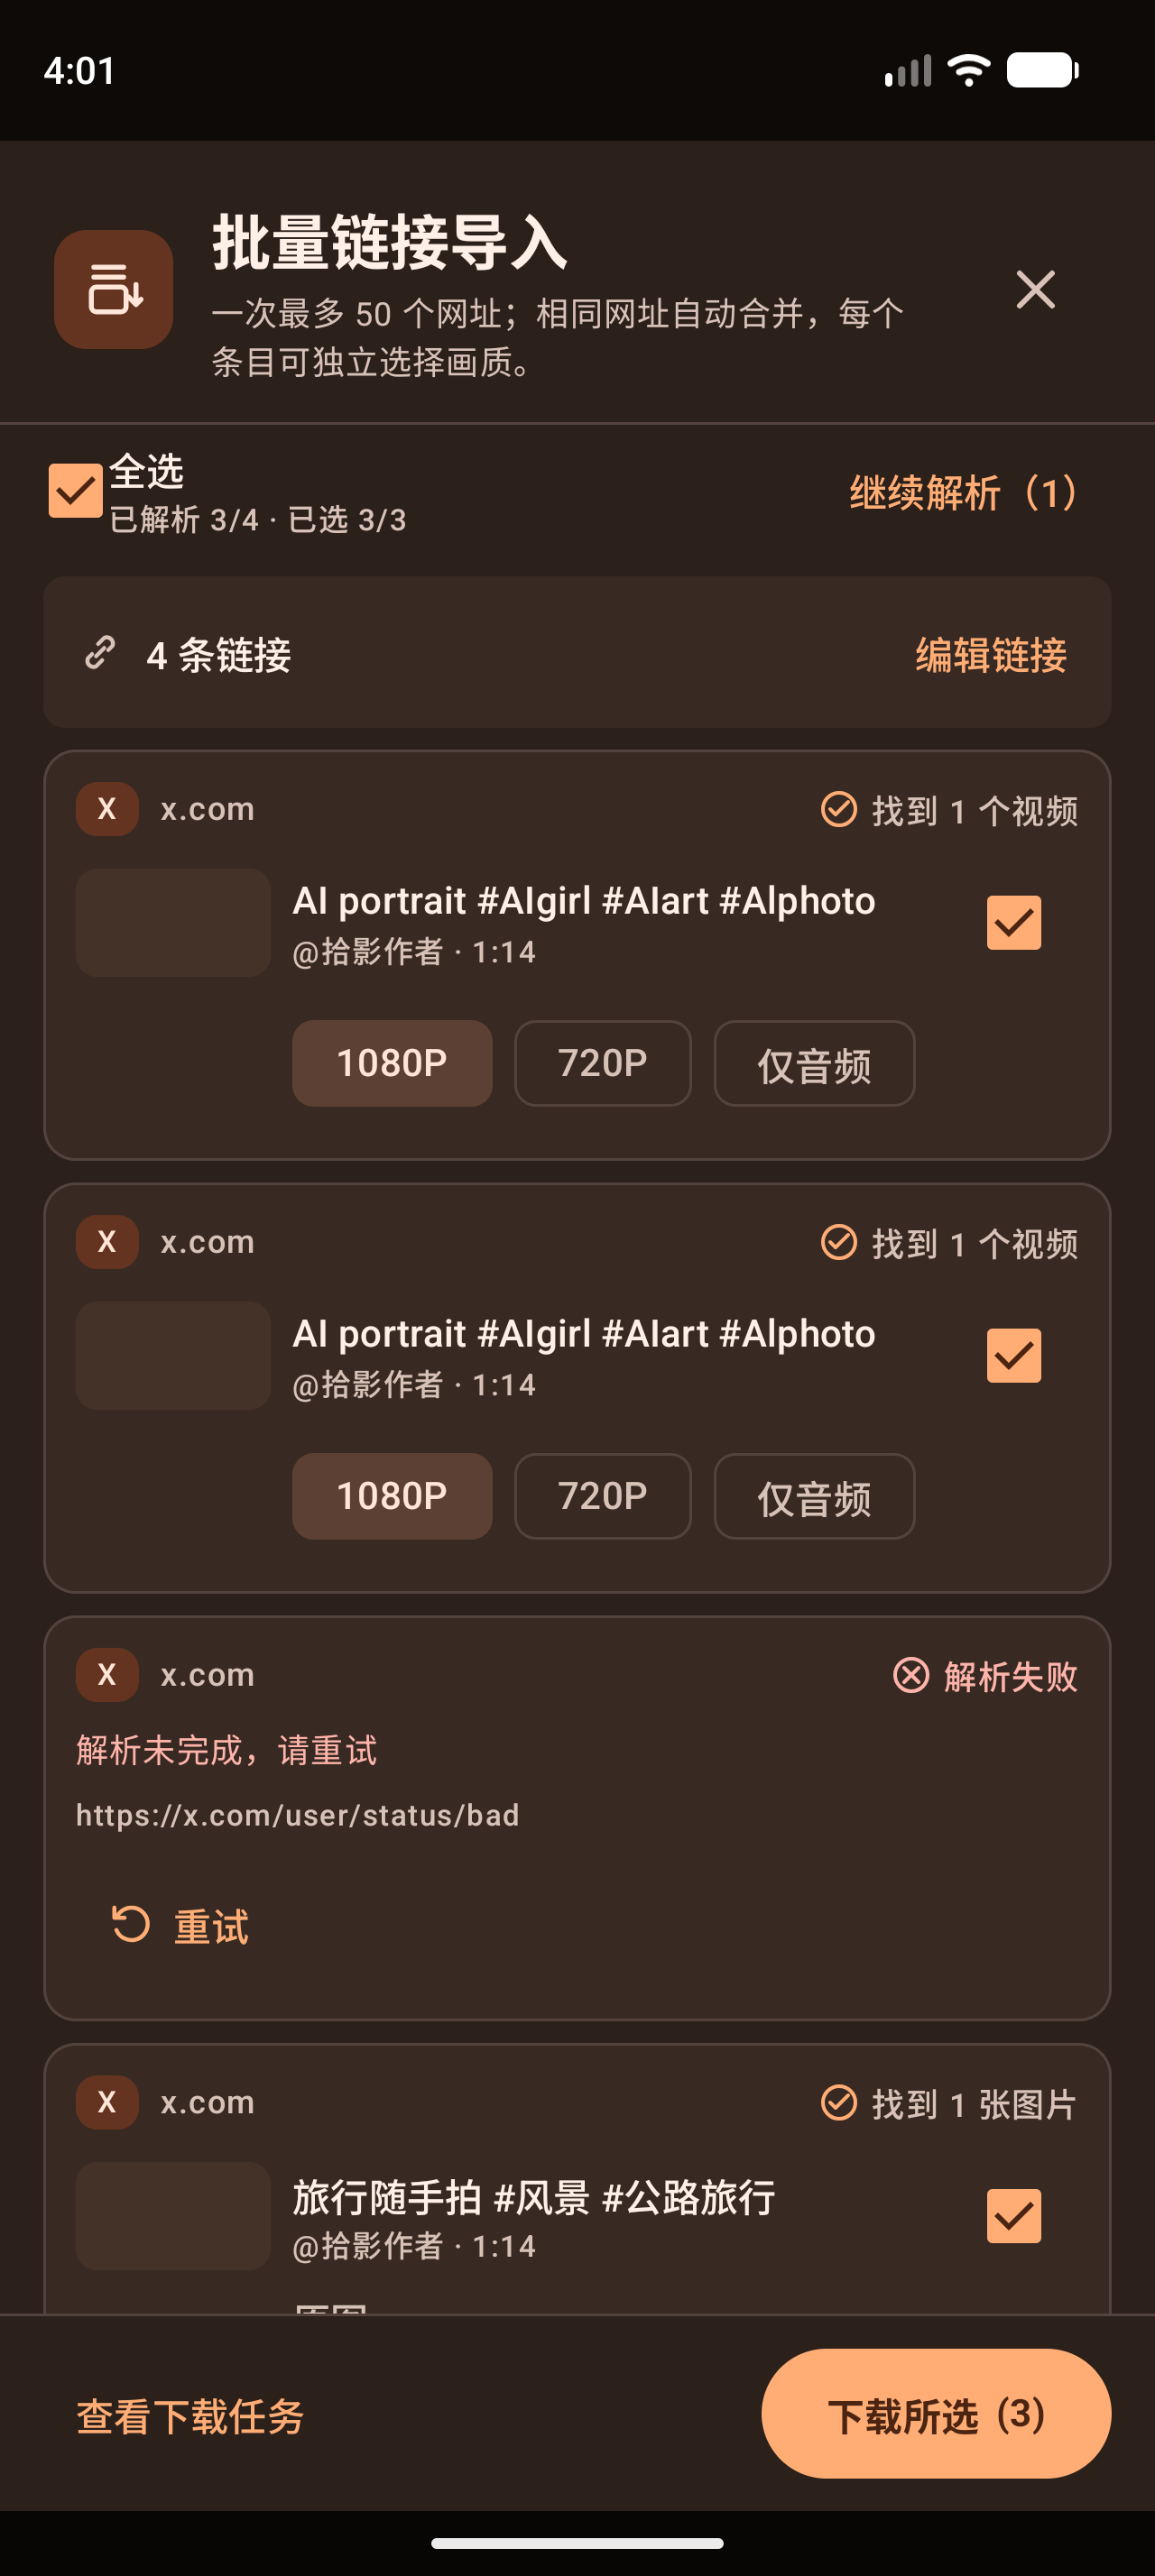 4:01
批量链接导入
一次最多 50 个网址；相同网址自动合并，每个
条目可独立选择画质。
全选
已解析 3/4 · 已选 3/3
继续解析（1）
4 条链接
编辑链接
X x.com
找到 1 个视频
AI portrait #AIgirl #AIart #AIphoto
@拾影作者 · 1:14
1080P 720P 仅音频
X x.com
找到 1 个视频
AI portrait #AIgirl #AIart #AIphoto
@拾影作者 · 1:14
1080P 720P 仅音频
X x.com
解析失败
解析未完成，请重试
https://x.com/user/status/bad
重试
X x.com
找到 1 张图片
旅行随手拍 #风景 #公路旅行
@拾影作者 · 1:14
查看下载任务
下载所选（3）